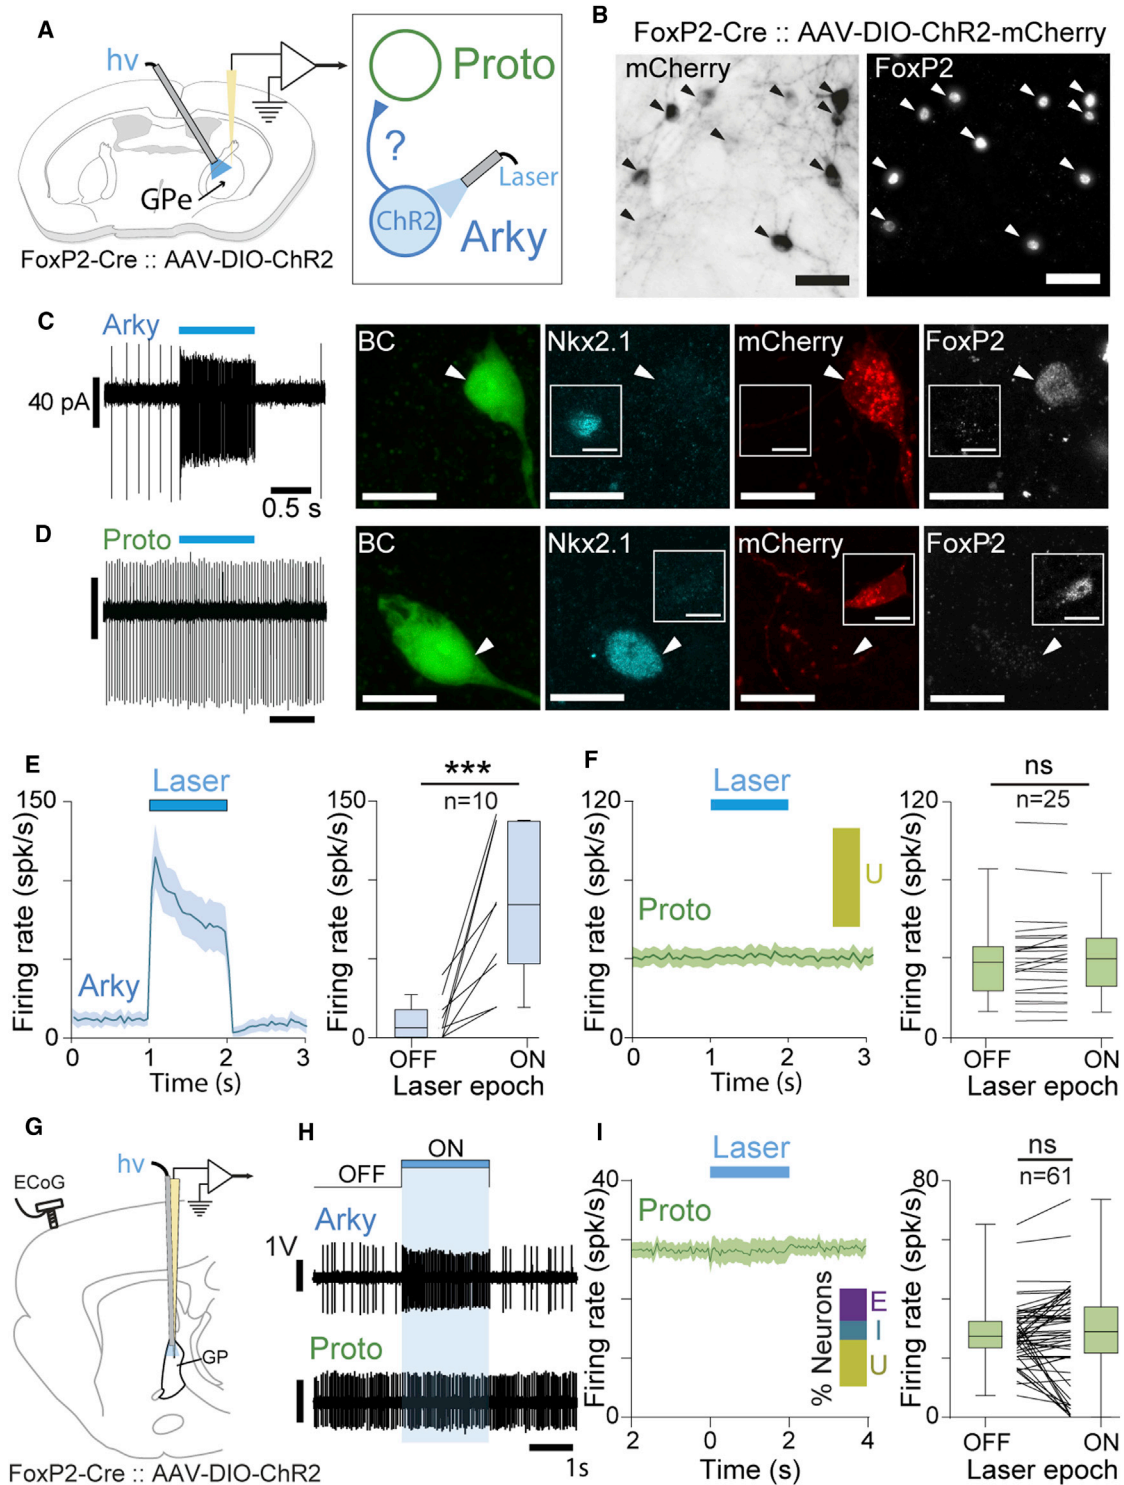 A
hv
GPe
FoxP2-Cre :: AAV-DIO-ChR2
Proto
?
Laser
ChR2
Arky
B
FoxP2-Cre :: AAV-DIO-ChR2-mCherry
mCherry
FoxP2
C
Arky
40 pA
0.5 s
BC
Nkx2.1
mCherry
FoxP2
D
Proto
BC
Nkx2.1
mCherry
FoxP2
E
Laser
150
Firing rate (spk/s)
Arky
0
0 1 2 3
Time (s)
***
n=10
150
Firing rate (spk/s)
0
OFF ON
Laser epoch
F
Laser
120
Firing rate (spk/s)
Proto
U
0
0 1 2 3
Time (s)
ns
n=25
120
Firing rate (spk/s)
0
OFF ON
Laser epoch
G
hv
ECoG
GP
FoxP2-Cre :: AAV-DIO-ChR2
H
ON
OFF
Arky
1V
Proto
1s
I
Laser
40
Firing rate (spk/s)
Proto
% Neurons
E
I
U
0
2 0 2 4
Time (s)
ns
n=61
80
Firing rate (spk/s)
0
OFF ON
Laser epoch